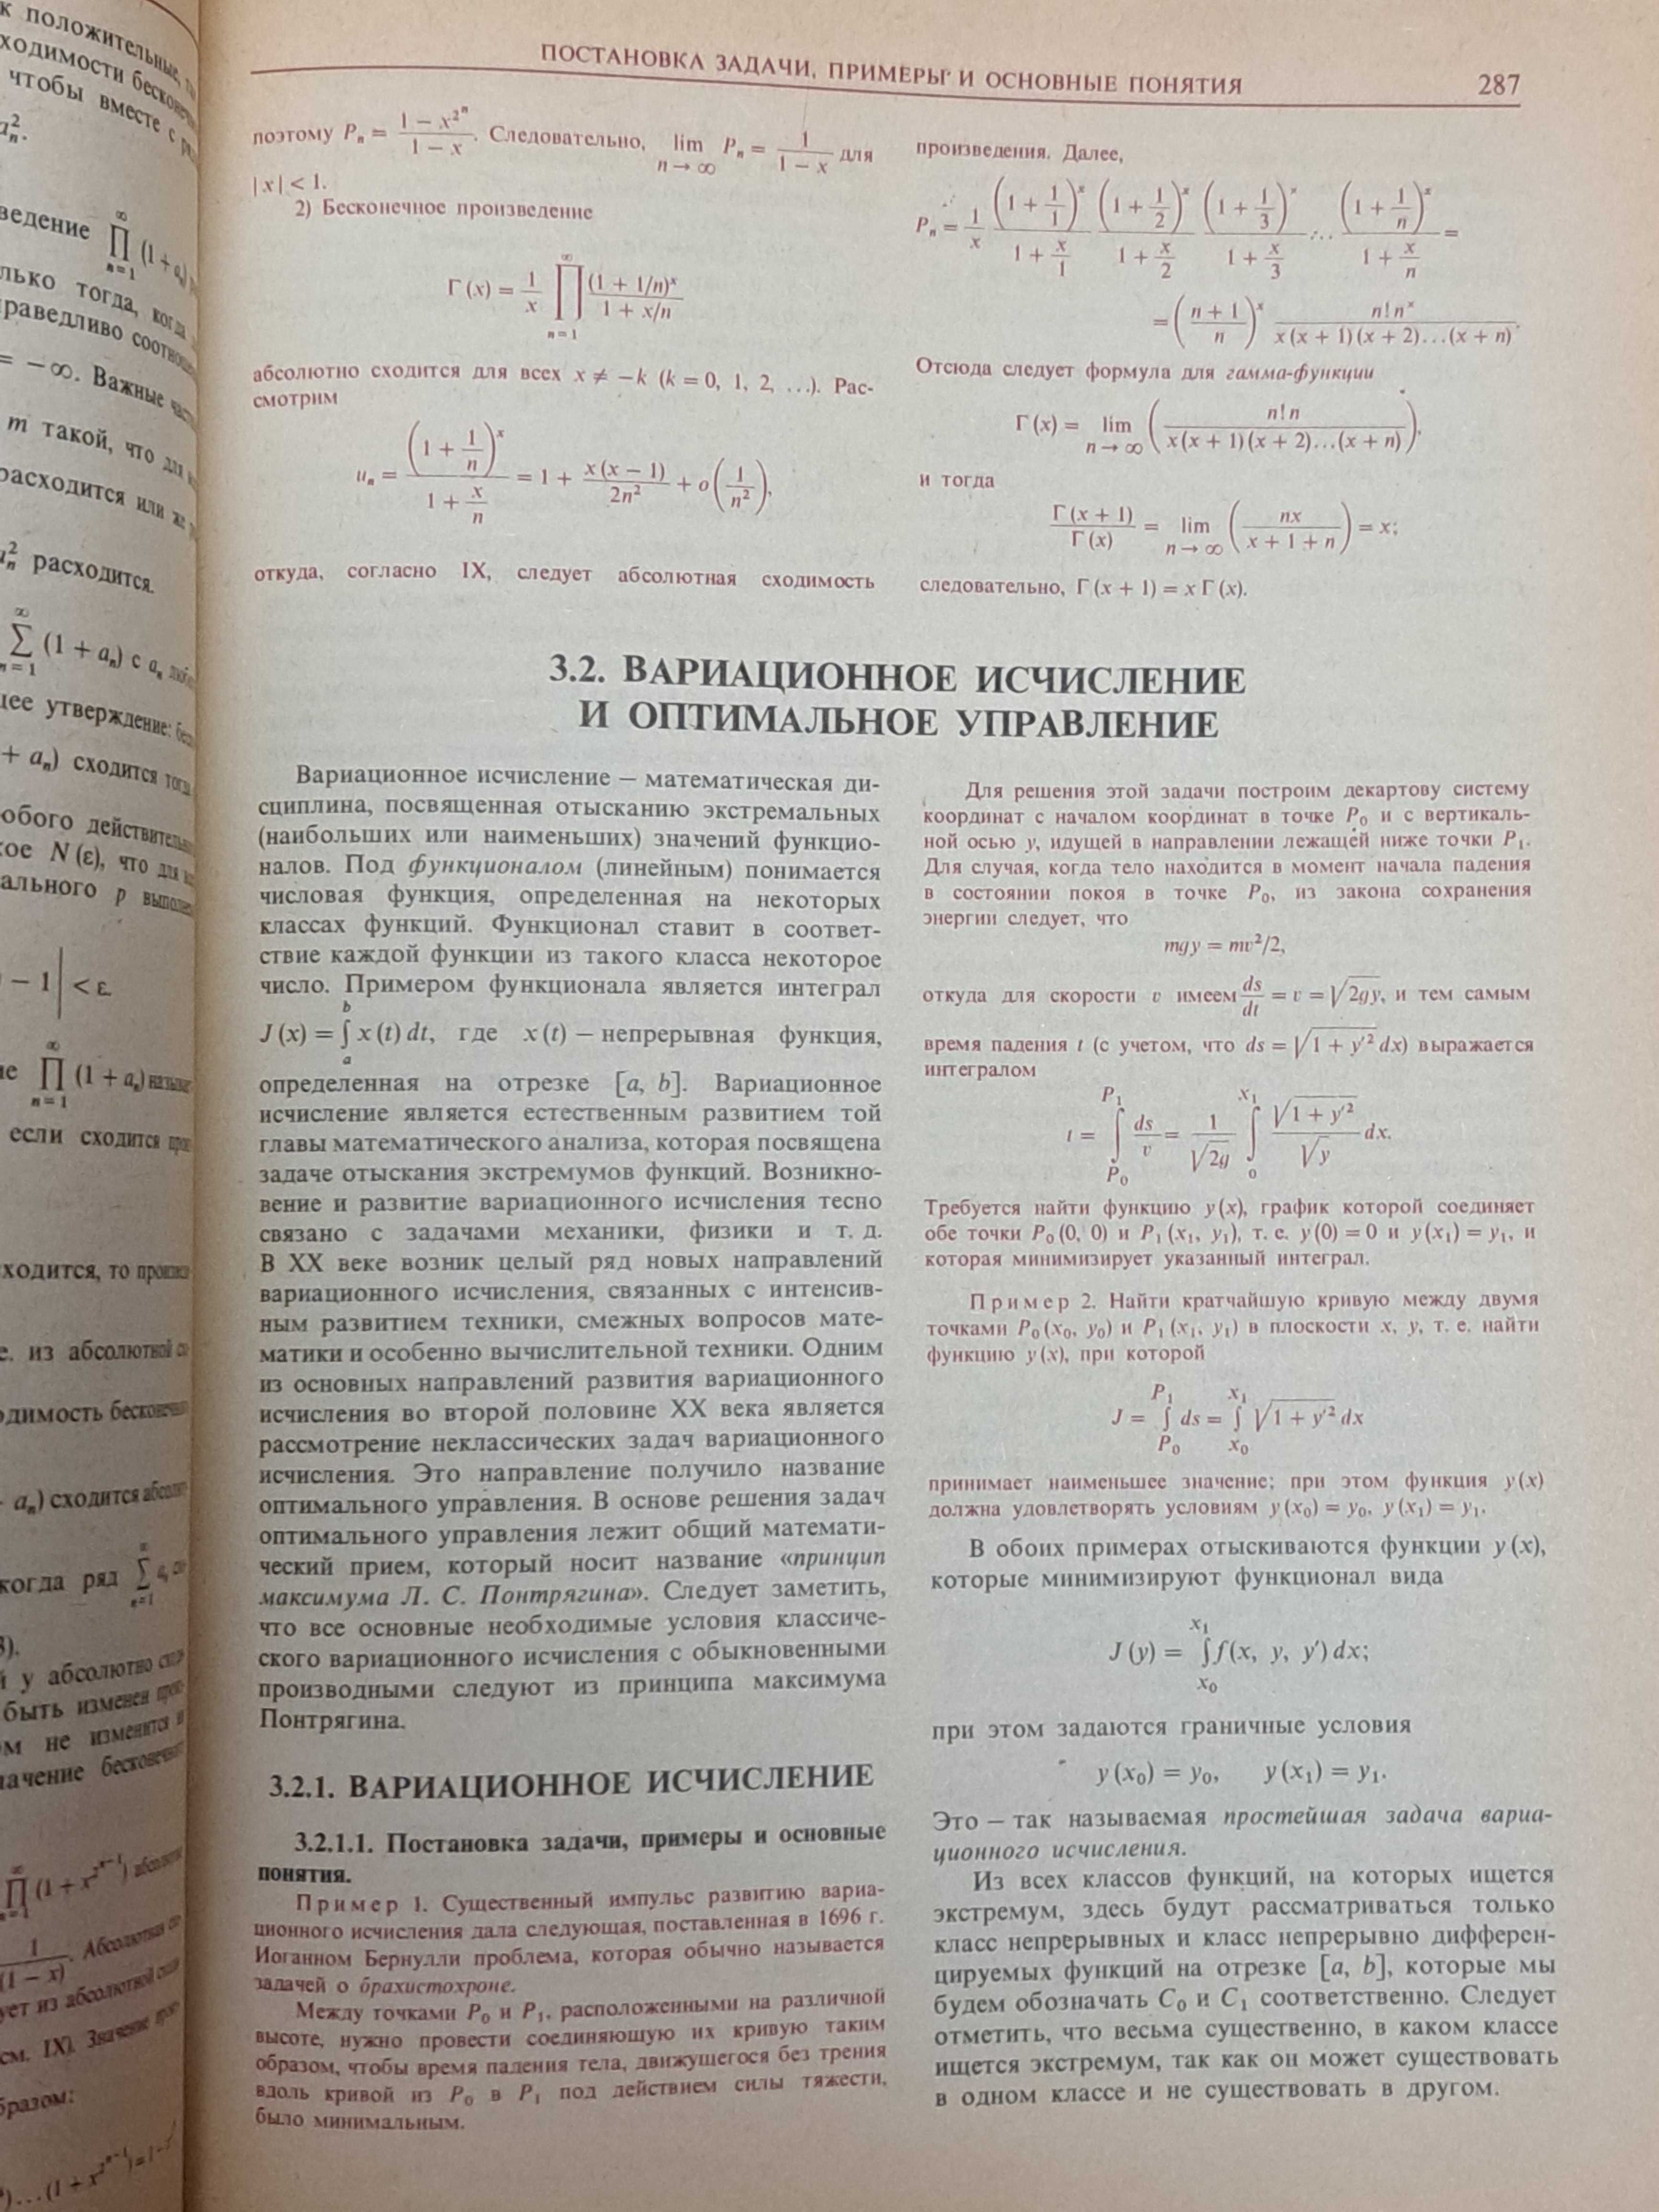 ПОСТАНОВКА ЗАДАЧИ, ПРИМЕРЫ И ОСНОВНЫЕ ПОНЯТИЯ 287
поэтому Pₙ = (1 − x^(2ⁿ))/(1 − x). Следовательно, lim n→∞ Pₙ = 1/(1 − x) для
|x| < 1.
2) Бесконечное произведение
Γ(x) = 1/x ∏ n=1 ∞ (1 + 1/n)ˣ/(1 + x/n)
абсолютно сходится для всех x ≠ −k (k = 0, 1, 2, ...). Рас-
смотрим
uₙ = (1 + 1/n)ˣ/(1 + x/n) = 1 + x(x − 1)/2n² + o(1/n²),
откуда, согласно IX, следует абсолютная сходимость
произведения. Далее,
Pₙ = 1/x (1 + 1/1)ˣ/(1 + x/1) (1 + 1/2)ˣ/(1 + x/2) (1 + 1/3)ˣ/(1 + x/3) ... (1 + 1/n)ˣ/(1 + x/n) =
= ((n + 1)/n)ˣ n! nˣ/(x(x + 1)(x + 2)...(x + n)).
Отсюда следует формула для гамма-функции
Γ(x) = lim n→∞ (n! n/(x(x + 1)(x + 2)...(x + n))),
и тогда
Γ(x + 1)/Γ(x) = lim n→∞ (nx/(x + 1 + n)) = x;
следовательно, Γ(x + 1) = x Γ(x).
3.2. ВАРИАЦИОННОЕ ИСЧИСЛЕНИЕ
И ОПТИМАЛЬНОЕ УПРАВЛЕНИЕ
Вариационное исчисление — математическая ди-
сциплина, посвященная отысканию экстремальных
(наибольших или наименьших) значений функцио-
налов. Под функционалом (линейным) понимается
числовая функция, определенная на некоторых
классах функций. Функционал ставит в соответ-
ствие каждой функции из такого класса некоторое
число. Примером функционала является интеграл
J(x) = ∫ₐᵇ x(t) dt, где x(t) — непрерывная функция,
определенная на отрезке [a, b]. Вариационное
исчисление является естественным развитием той
главы математического анализа, которая посвящена
задаче отыскания экстремумов функций. Возникно-
вение и развитие вариационного исчисления тесно
связано с задачами механики, физики и т. д.
В XX веке возник целый ряд новых направлений
вариационного исчисления, связанных с интенсив-
ным развитием техники, смежных вопросов мате-
матики и особенно вычислительной техники. Одним
из основных направлений развития вариационного
исчисления во второй половине XX века является
рассмотрение неклассических задач вариационного
исчисления. Это направление получило название
оптимального управления. В основе решения задач
оптимального управления лежит общий математи-
ческий прием, который носит название «принцип
максимума Л. С. Понтрягина». Следует заметить,
что все основные необходимые условия классиче-
ского вариационного исчисления с обыкновенными
производными следуют из принципа максимума
Понтрягина.
3.2.1. ВАРИАЦИОННОЕ ИСЧИСЛЕНИЕ
3.2.1.1. Постановка задачи, примеры и основные
понятия.
Пример 1. Существенный импульс развитию вариа-
ционного исчисления дала следующая, поставленная в 1696 г.
Иоганном Бернулли проблема, которая обычно называется
задачей о брахистохроне.
Между точками P₀ и P₁, расположенными на различной
высоте, нужно провести соединяющую их кривую таким
образом, чтобы время падения тела, движущегося без трения
вдоль кривой из P₀ в P₁ под действием силы тяжести,
было минимальным.
Для решения этой задачи построим декартову систему
координат с началом координат в точке P₀ и с вертикаль-
ной осью y, идущей в направлении лежащей ниже точки P₁.
Для случая, когда тело находится в момент начала падения
в состоянии покоя в точке P₀, из закона сохранения
энергии следует, что
mgy = mv²/2,
откуда для скорости v имеем ds/dt = v = √(2gy), и тем самым
время падения t (с учетом, что ds = √(1 + y′²) dx) выражается
интегралом
t = ∫ P₀ P₁ ds/v = 1/√(2g) ∫ 0 x₁ √(1 + y′²)/√y dx.
Требуется найти функцию y(x), график которой соединяет
обе точки P₀(0, 0) и P₁(x₁, y₁), т. е. y(0) = 0 и y(x₁) = y₁, и
которая минимизирует указанный интеграл.
Пример 2. Найти кратчайшую кривую между двумя
точками P₀(x₀, y₀) и P₁(x₁, y₁) в плоскости x, y, т. е. найти
функцию y(x), при которой
J = ∫ P₀ P₁ ds = ∫ x₀ x₁ √(1 + y′²) dx
принимает наименьшее значение; при этом функция y(x)
должна удовлетворять условиям y(x₀) = y₀, y(x₁) = y₁.
В обоих примерах отыскиваются функции y(x),
которые минимизируют функционал вида
J(y) = ∫ x₀ x₁ f(x, y, y′) dx;
при этом задаются граничные условия
y(x₀) = y₀, y(x₁) = y₁.
Это — так называемая простейшая задача вариа-
ционного исчисления.
Из всех классов функций, на которых ищется
экстремум, здесь будут рассматриваться только
класс непрерывных и класс непрерывно дифферен-
цируемых функций на отрезке [a, b], которые мы
будем обозначать C₀ и C₁ соответственно. Следует
отметить, что весьма существенно, в каком классе
ищется экстремум, так как он может существовать
в одном классе и не существовать в другом.